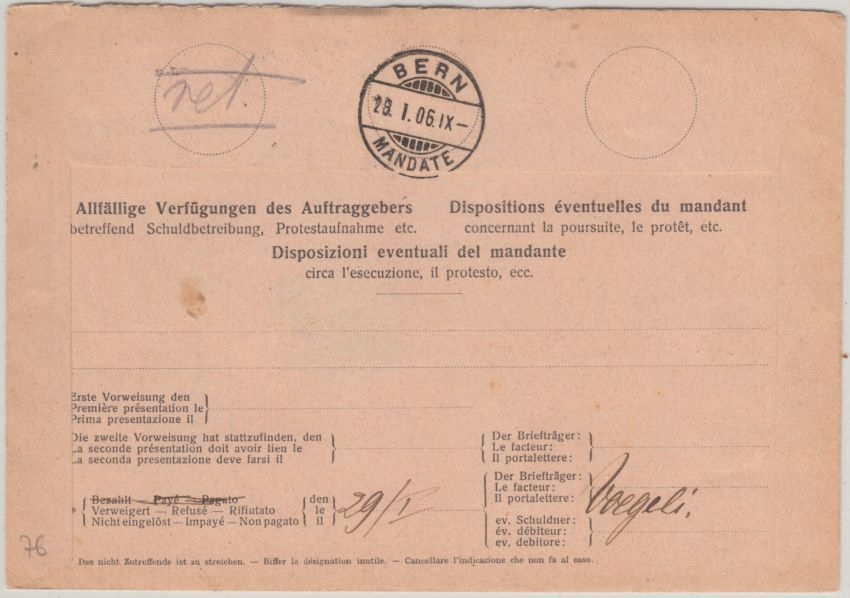 ret.
BERN
29. I. 06. IX –
MANDATE
Allfällige Verfügungen des Auftraggebers
betreffend Schuldbetreibung, Protestaufnahme etc.
Dispositions éventuelles du mandant
concernant la poursuite, le protêt, etc.
Disposizioni eventuali del mandante
circa l'esecuzione, il protesto, ecc.
Erste Vorweisung den
Première présentation le
Prima presentazione il
Die zweite Vorweisung hat stattzufinden, den
La seconde présentation doit avoir lieu le
La seconda presentazione deve farsi il
Der Briefträger:
Le facteur:
Il portalettere:
* Bezahlt — Payé — Pagato
Verweigert — Refusé — Rifiutato
Nicht eingelöst — Impayé — Non pagato
den
le
il
29/I
Der Briefträger:
Le facteur:
Il portalettere:
Voegeli.
ev. Schuldner:
év. débiteur:
ev. debitore:
76
* Das nicht Zutreffende ist zu streichen. — Biffer la désignation inutile. — Cancellare l'indicazione che non fa al caso.